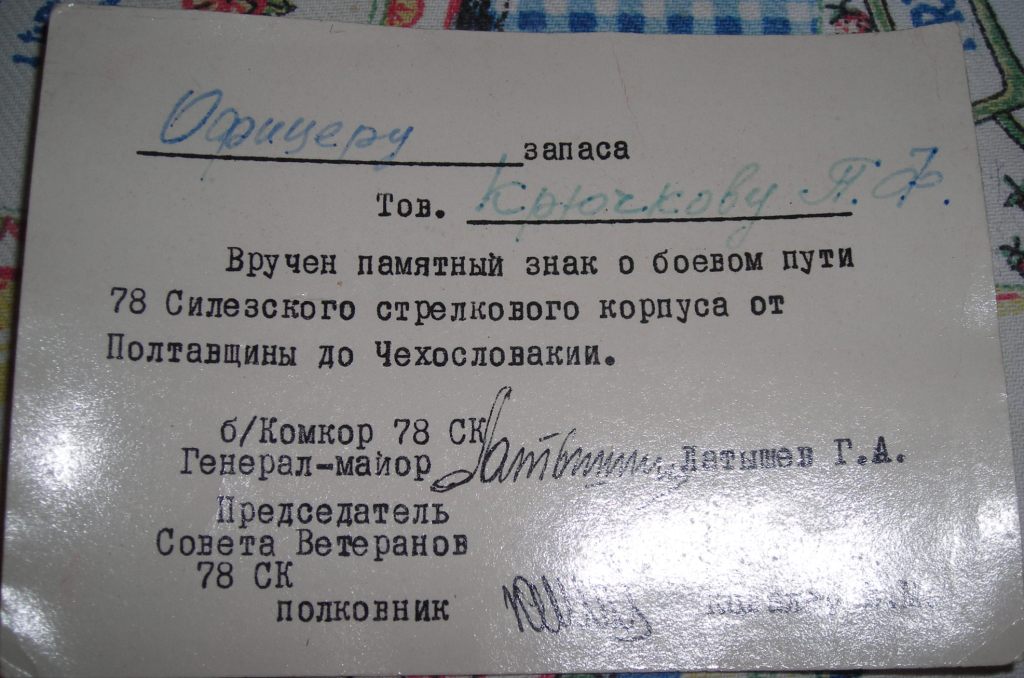 Офицеру запаса
Тов. Крючкову П.Ф.
Вручен памятный знак о боевом пути
78 Силезского стрелкового корпуса от
Полтавщины до Чехословакии.
б/Комкор 78 СК
Генерал-майор Латышев Г.А.
Председатель
Совета Ветеранов
78 СК
полковник